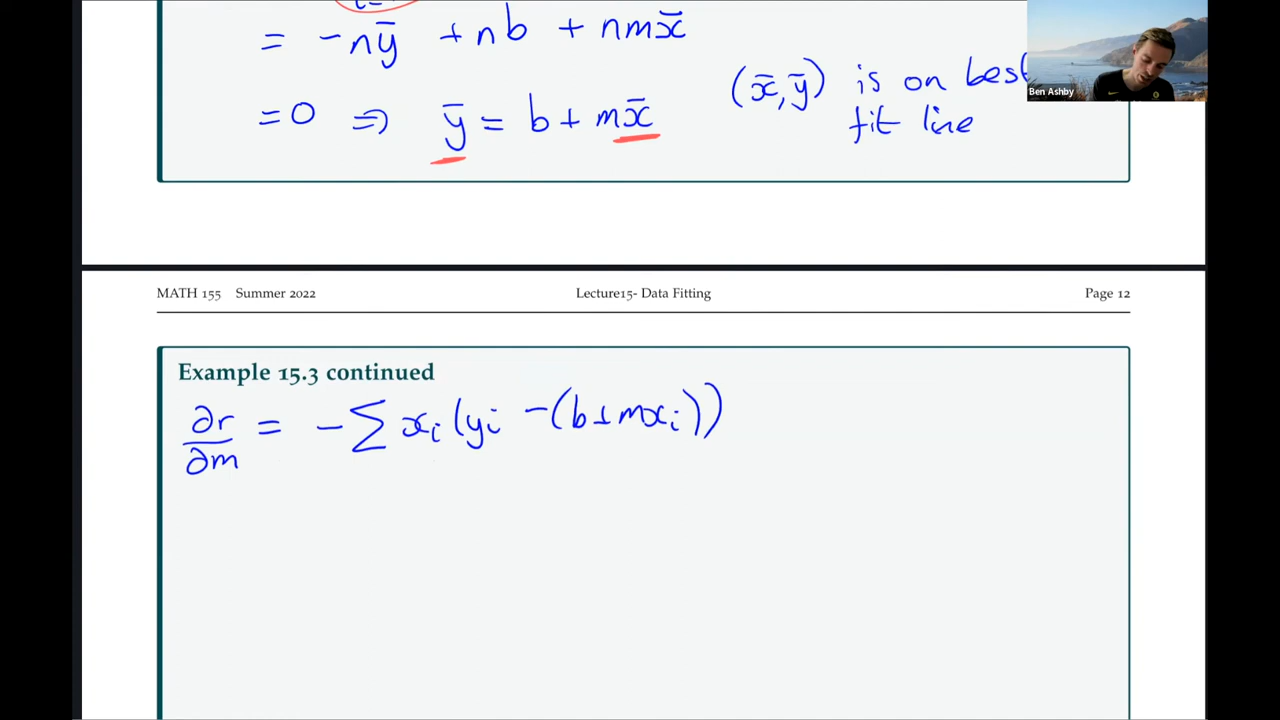 = -nȳ + nb + nmx̄
(x̄,ȳ) is on best
Ben Ashby
= 0 ⇒ ȳ = b + mx̄
fit line
MATH 155 Summer 2022 Lecture15- Data Fitting Page 12
Example 15.3 continued
∂r/∂m = -∑ xᵢ(yᵢ -(b+mxᵢ))